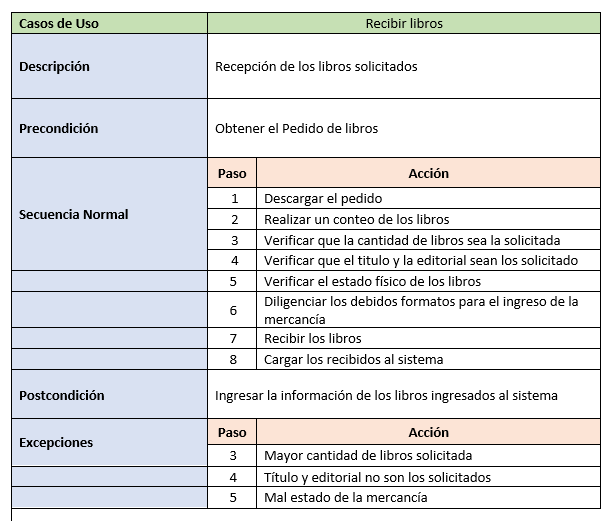 Casos de Uso Recibir libros
Descripción Recepción de los libros solicitados
Precondición Obtener el Pedido de libros
Secuencia Normal
Paso Acción
1 Descargar el pedido
2 Realizar un conteo de los libros
3 Verificar que la cantidad de libros sea la solicitada
4 Verificar que el titulo y la editorial sean los solicitado
5 Verificar el estado físico de los libros
6 Diligenciar los debidos formatos para el ingreso de la
mercancía
7 Recibir los libros
8 Cargar los recibidos al sistema
Postcondición Ingresar la información de los libros ingresados al sistema
Excepciones
Paso Acción
3 Mayor cantidad de libros solicitada
4 Título y editorial no son los solicitados
5 Mal estado de la mercancía